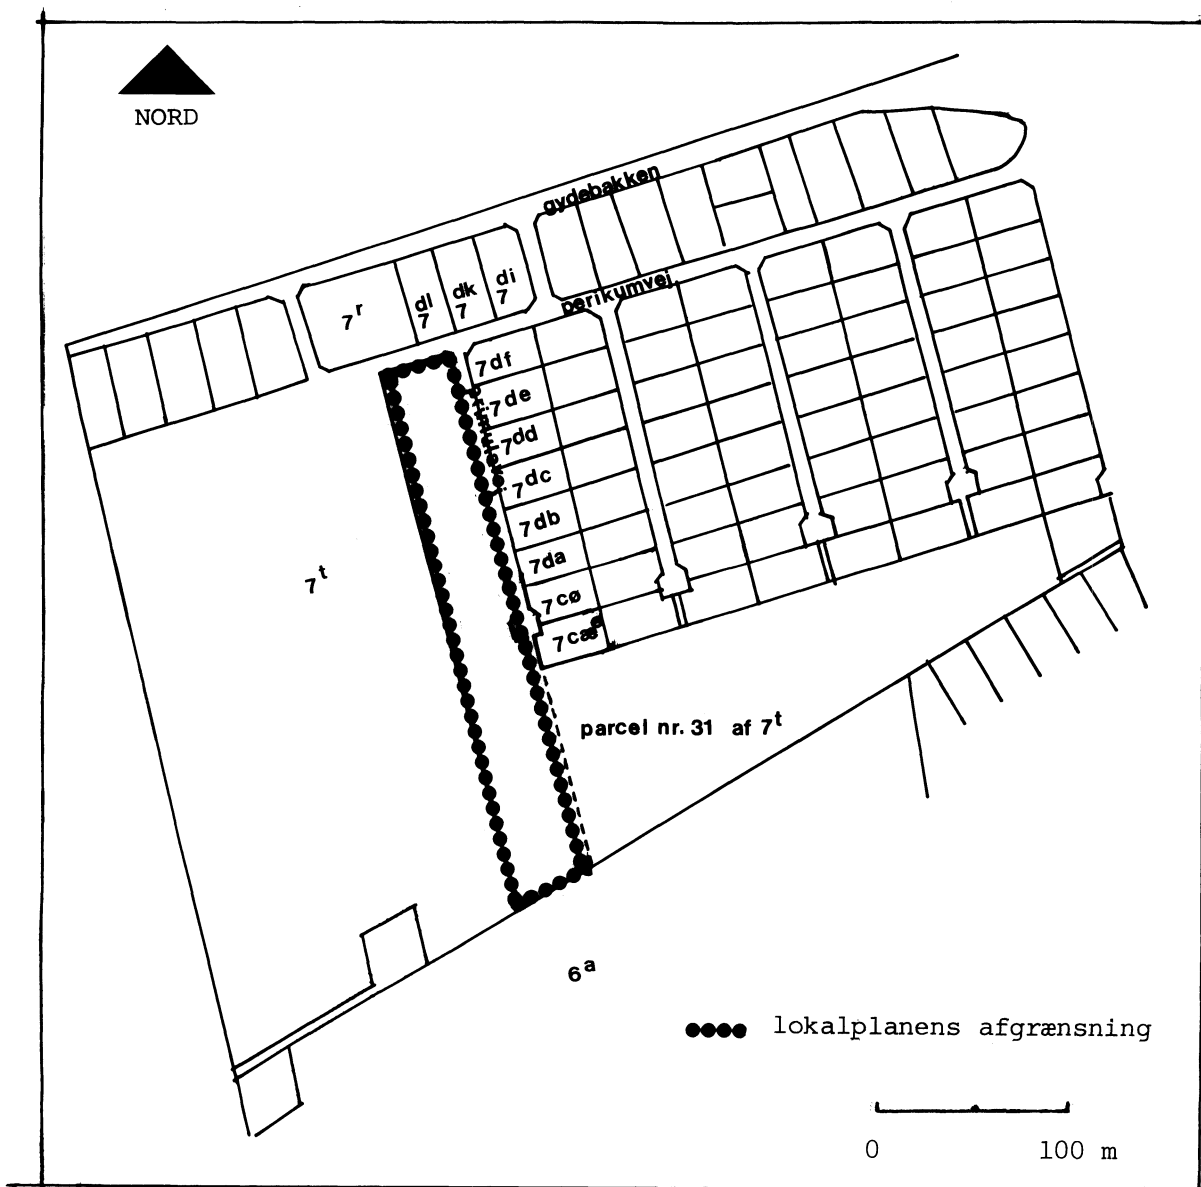 NORD
gydebakken
perikumvej
7r
dl
7
dk
7
di
7
7df
7de
7dd
7dc
7db
7da
7cø
7cæ
7t
parcel nr. 31 af 7t
6a
lokalplanens afgrænsning
0 100 m